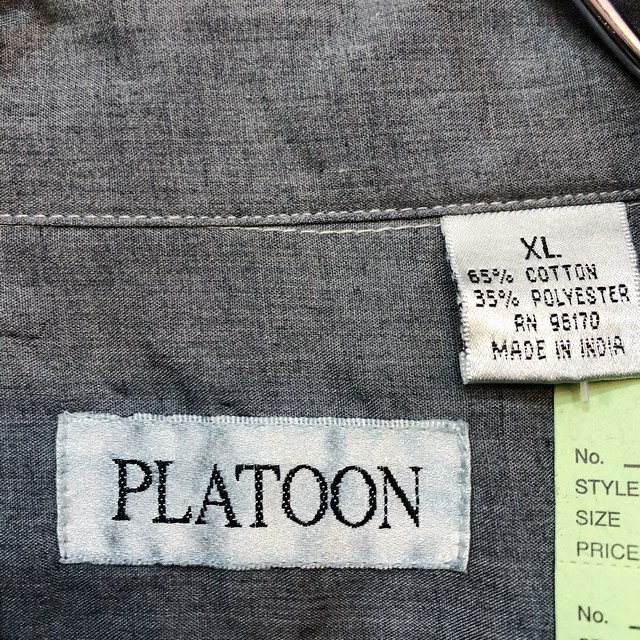 XL
65% COTTON
35% POLYESTER
RN 96170
MADE IN INDIA
PLATOON
No.
STYLE
SIZE
PRICE
No.